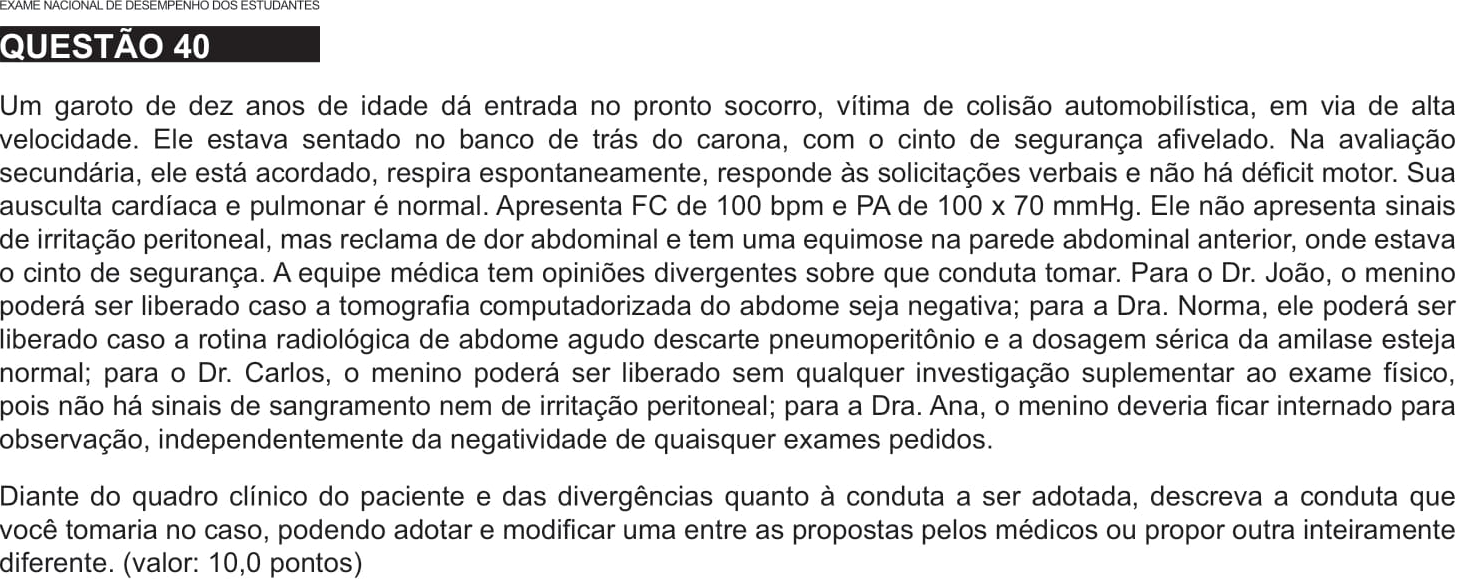 EXAME NACIONAL DE DESEMPENHO DOS ESTUDANTES
QUESTÃO 40
Um garoto de dez anos de idade dá entrada no pronto socorro, vítima de colisão automobilística, em via de alta
velocidade. Ele estava sentado no banco de trás do carona, com o cinto de segurança afivelado. Na avaliação
secundária, ele está acordado, respira espontaneamente, responde às solicitações verbais e não há déficit motor. Sua
ausculta cardíaca e pulmonar é normal. Apresenta FC de 100 bpm e PA de 100 x 70 mmHg. Ele não apresenta sinais
de irritação peritoneal, mas reclama de dor abdominal e tem uma equimose na parede abdominal anterior, onde estava
o cinto de segurança. A equipe médica tem opiniões divergentes sobre que conduta tomar. Para o Dr. João, o menino
poderá ser liberado caso a tomografia computadorizada do abdome seja negativa; para a Dra. Norma, ele poderá ser
liberado caso a rotina radiológica de abdome agudo descarte pneumoperitônio e a dosagem sérica da amilase esteja
normal; para o Dr. Carlos, o menino poderá ser liberado sem qualquer investigação suplementar ao exame físico,
pois não há sinais de sangramento nem de irritação peritoneal; para a Dra. Ana, o menino deveria ficar internado para
observação, independentemente da negatividade de quaisquer exames pedidos.
Diante do quadro clínico do paciente e das divergências quanto à conduta a ser adotada, descreva a conduta que
você tomaria no caso, podendo adotar e modificar uma entre as propostas pelos médicos ou propor outra inteiramente
diferente. (valor: 10,0 pontos)